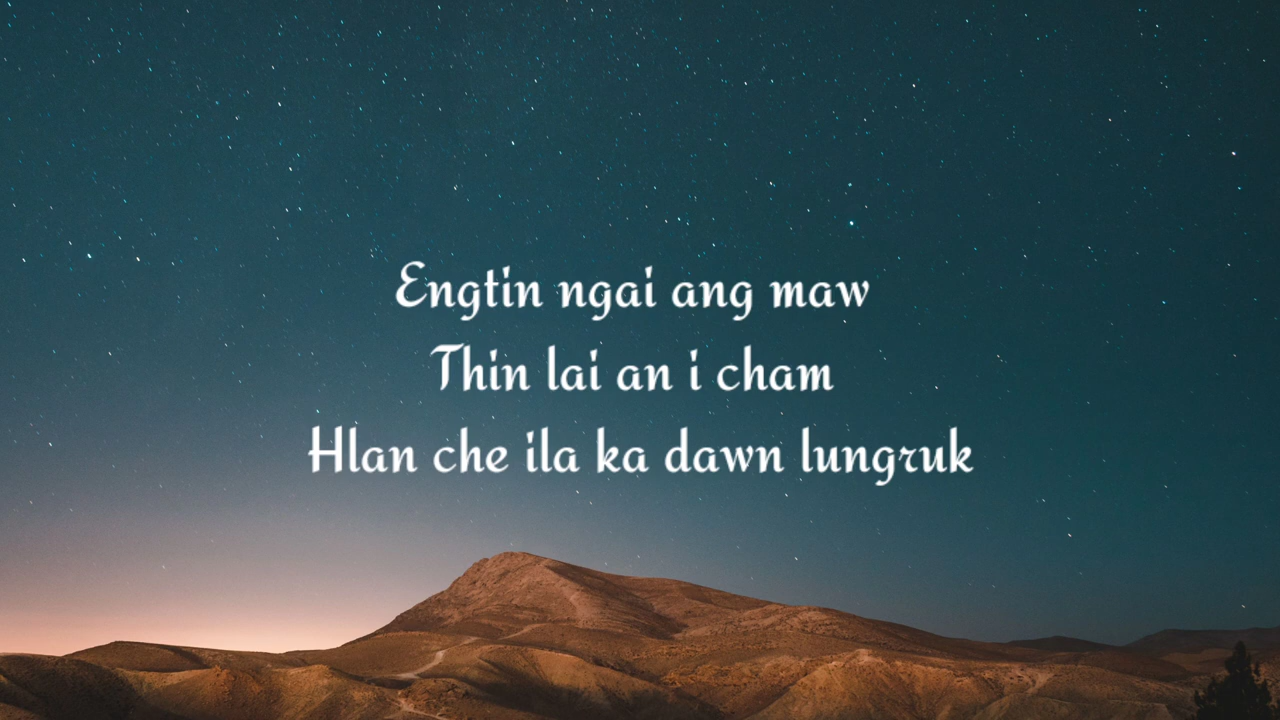 Engtin ngai ang maw
Thin lai an i cham
Hlan che ila ka dawn lungruk